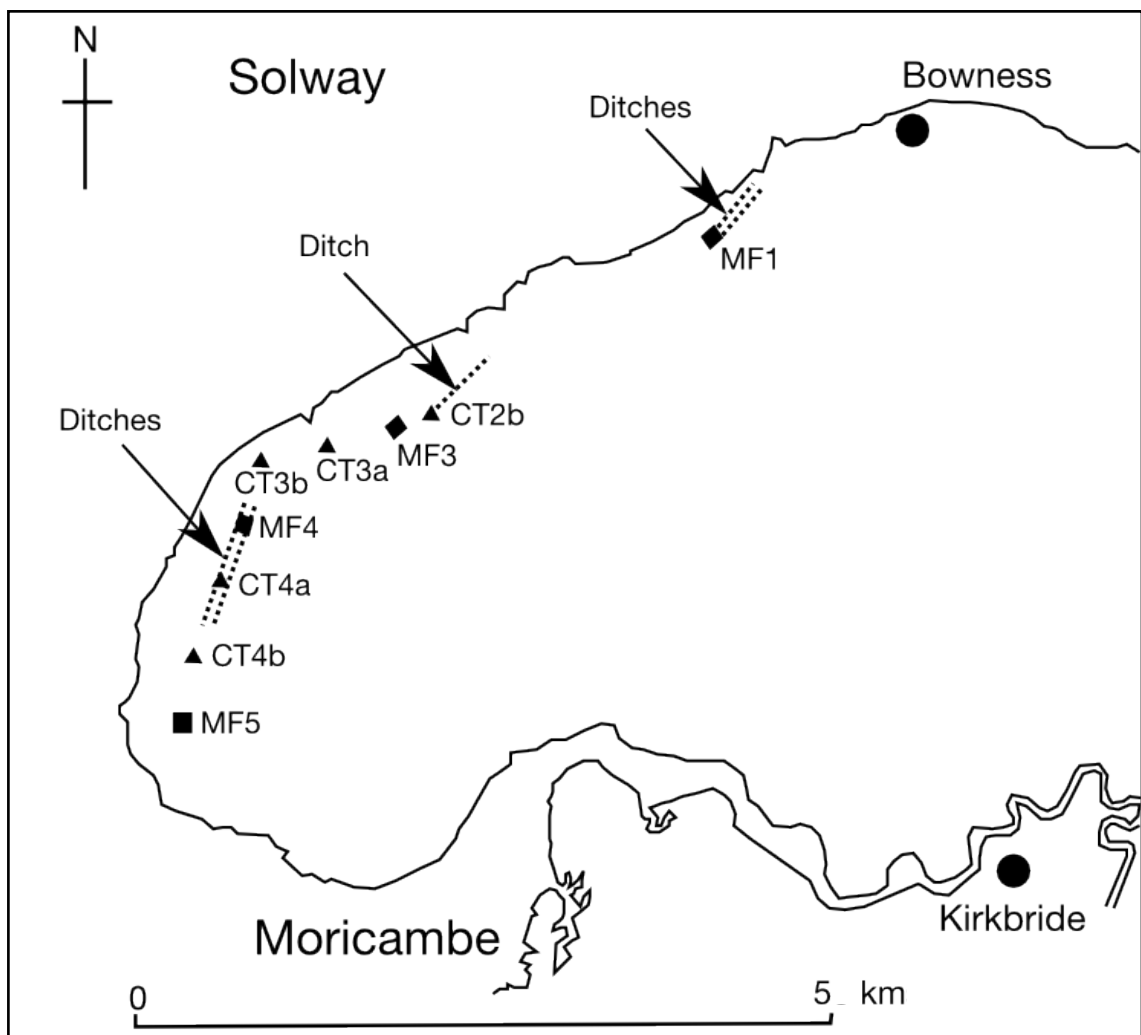 N
Solway
Bowness
Ditches
MF1
Ditch
CT2b
Ditches
MF3
CT3a
CT3b
MF4
CT4a
CT4b
MF5
Kirkbride
Moricambe
0 5 km